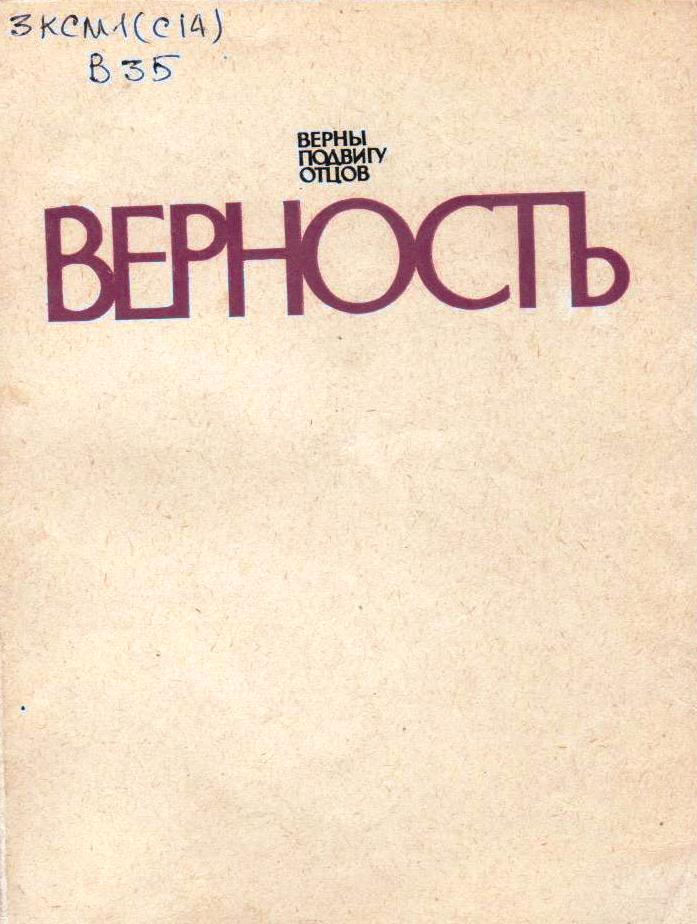 3КСМ1(С14)
В35
ВЕРНЫ
ПОДВИГУ
ОТЦОВ
ВЕРНОСТЬ